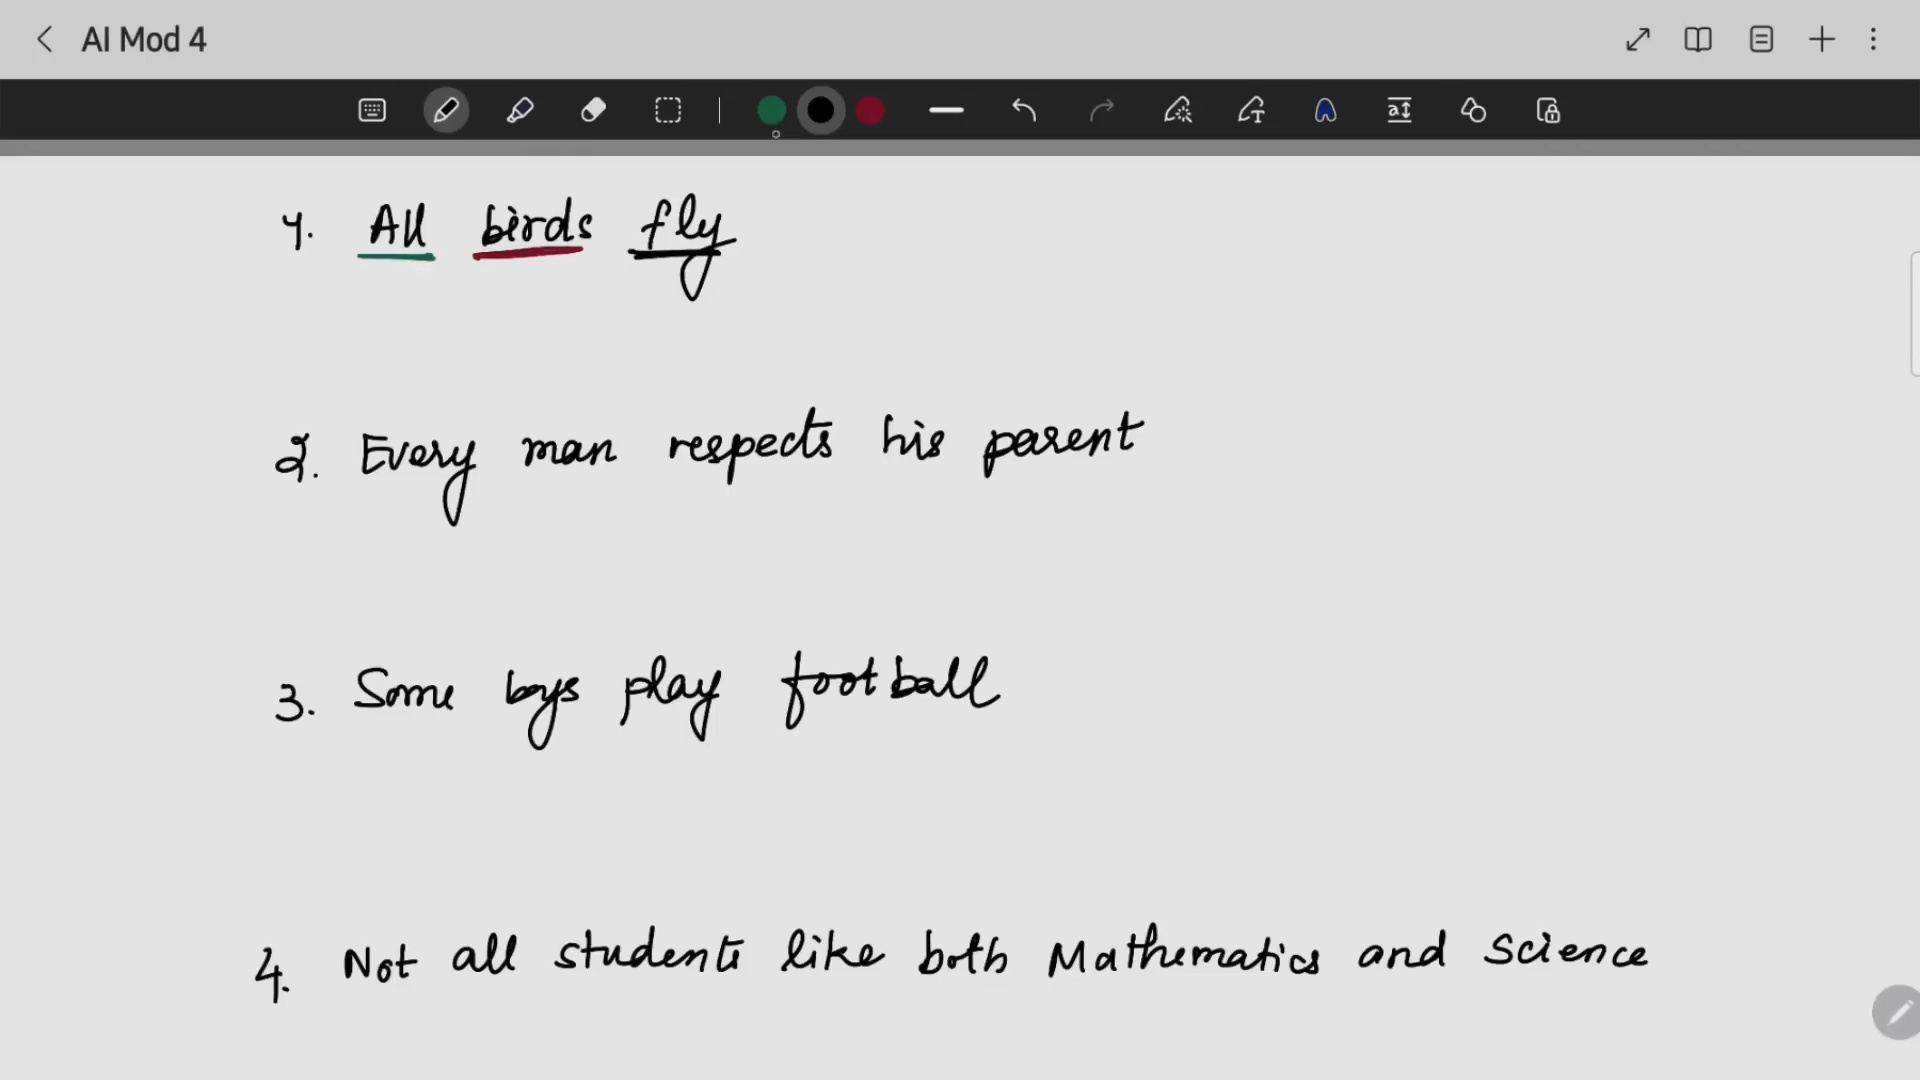 AI Mod 4
1. All birds fly
2. Every man respects his parent
3. Some boys play football
4. Not all students like both Mathematics and Science